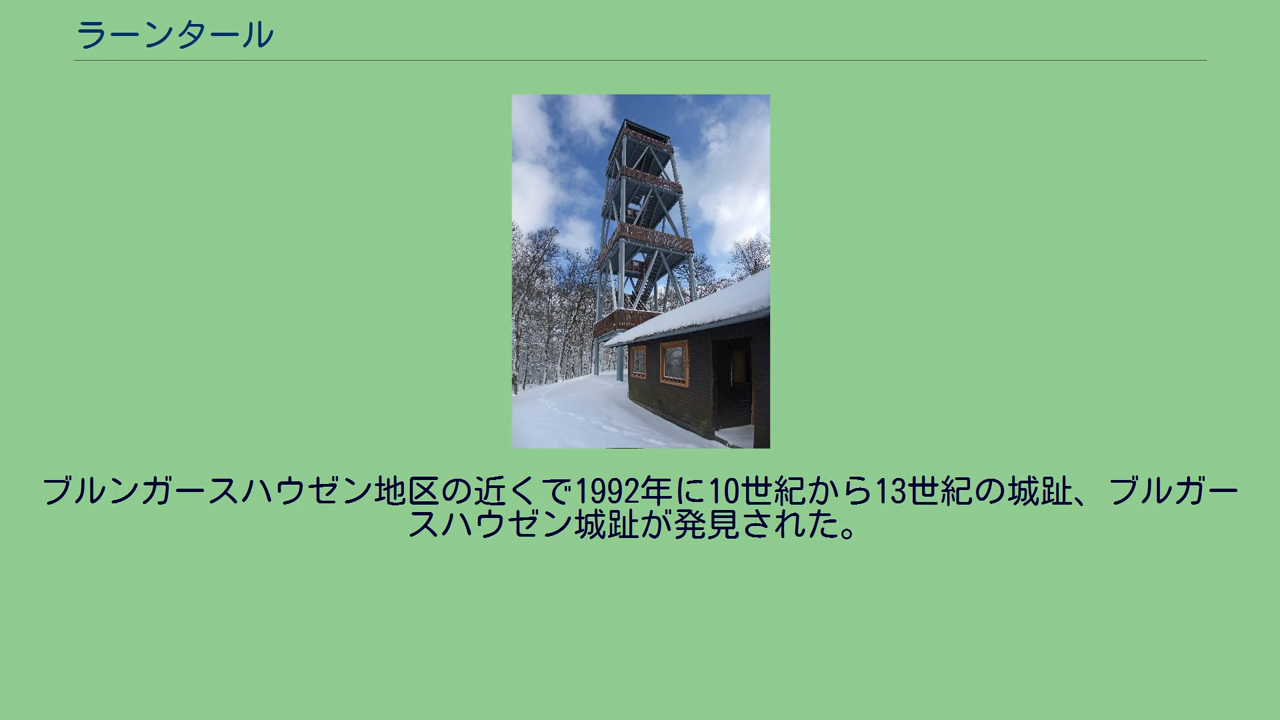 ラーンタール
ブルンガースハウゼン地区の近くで1992年に10世紀から13世紀の城趾、ブルガー
スハウゼン城趾が発見された。